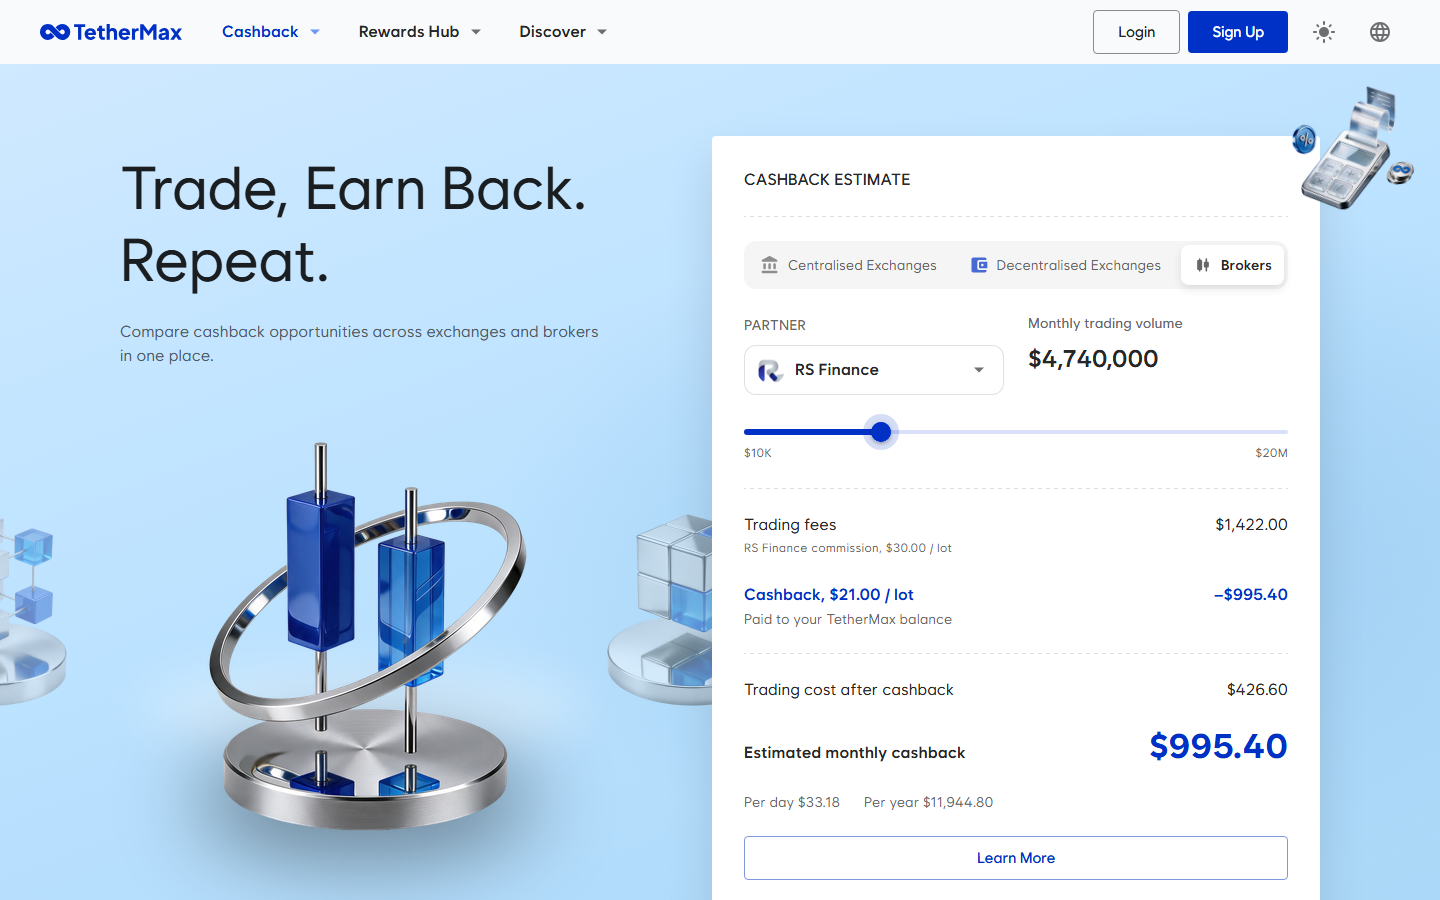 TetherMax
Cashback
Rewards Hub
Discover
Login
Sign Up
Trade, Earn Back.
Repeat.
Compare cashback opportunities across exchanges and brokers
in one place.
CASHBACK ESTIMATE
Centralised Exchanges
Decentralised Exchanges
Brokers
PARTNER
RS Finance
Monthly trading volume
$4,740,000
$10K
$20M
Trading fees
$1,422.00
RS Finance commission, $30.00 / lot
Cashback, $21.00 / lot
–$995.40
Paid to your TetherMax balance
Trading cost after cashback
$426.60
Estimated monthly cashback
$995.40
Per day $33.18
Per year $11,944.80
Learn More